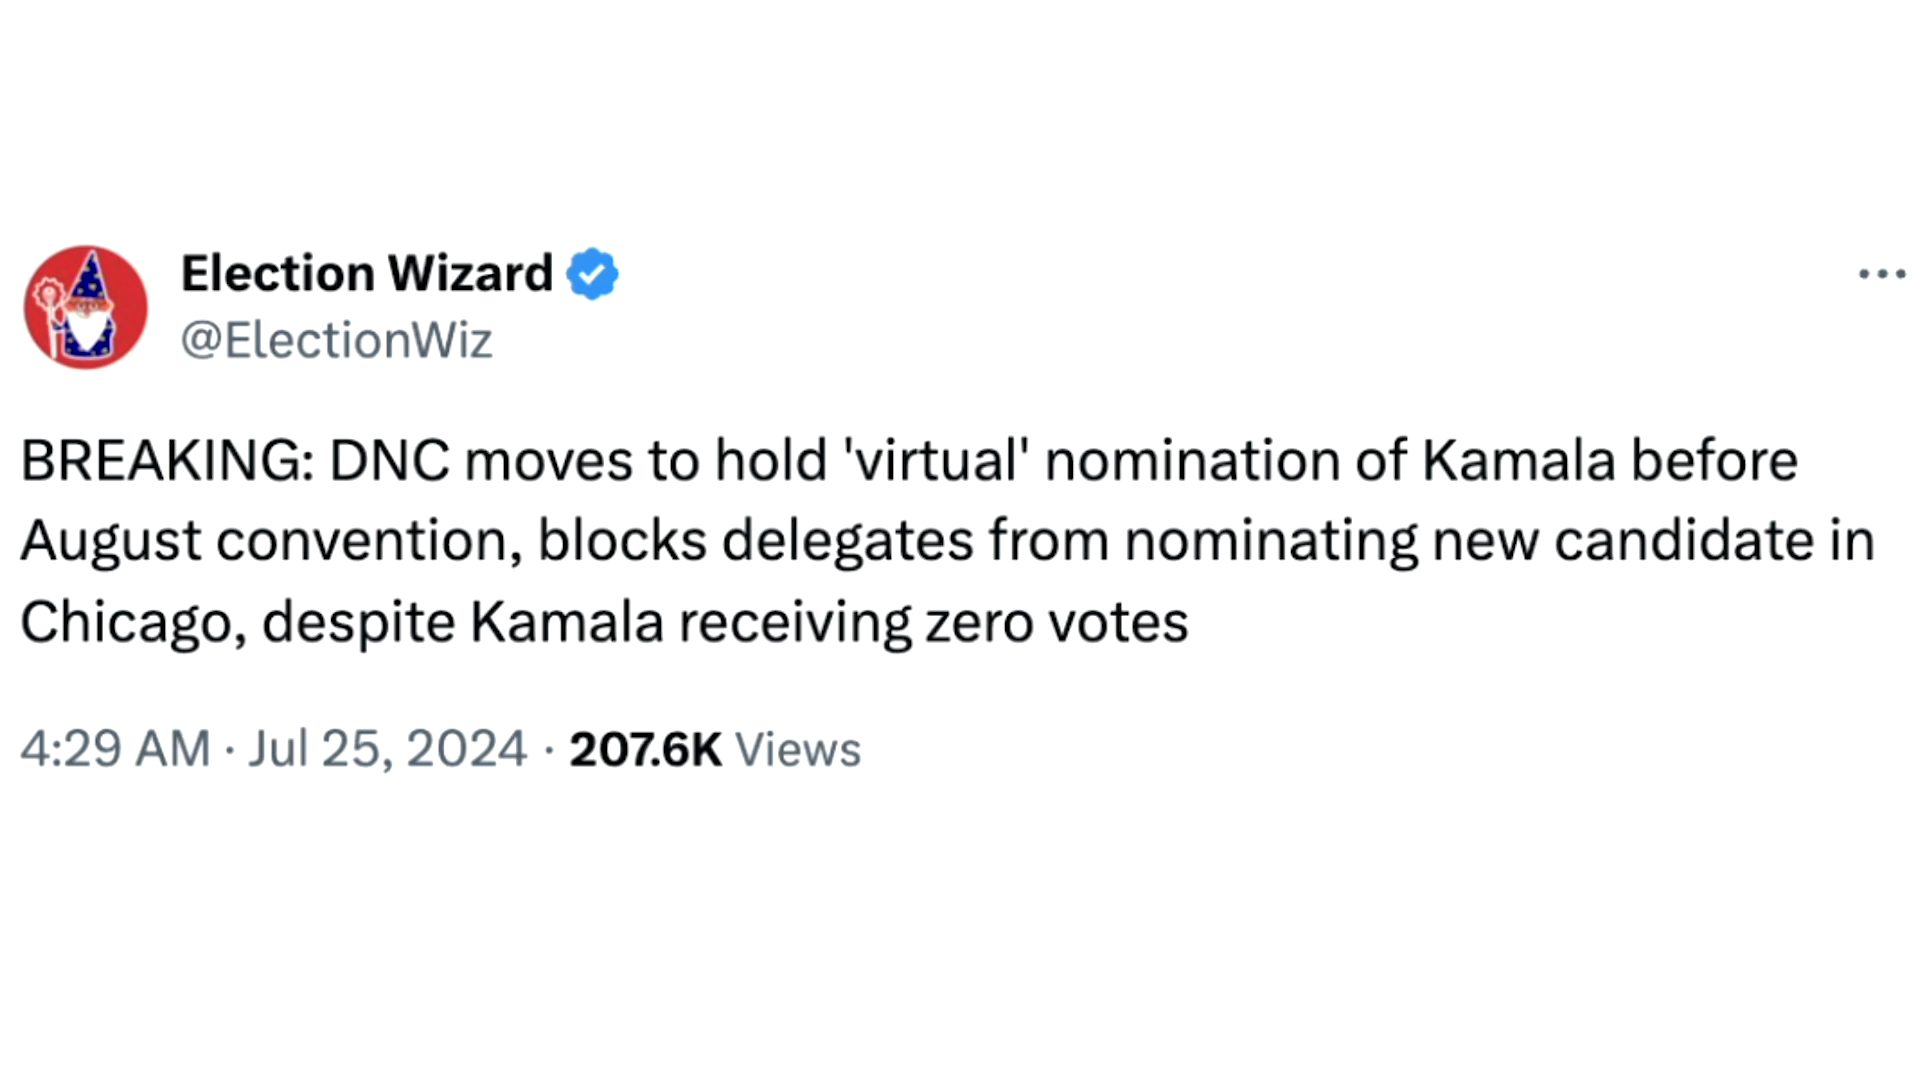 Election Wizard
@ElectionWiz
BREAKING: DNC moves to hold 'virtual' nomination of Kamala before
August convention, blocks delegates from nominating new candidate in
Chicago, despite Kamala receiving zero votes
4:29 AM · Jul 25, 2024 · 207.6K Views